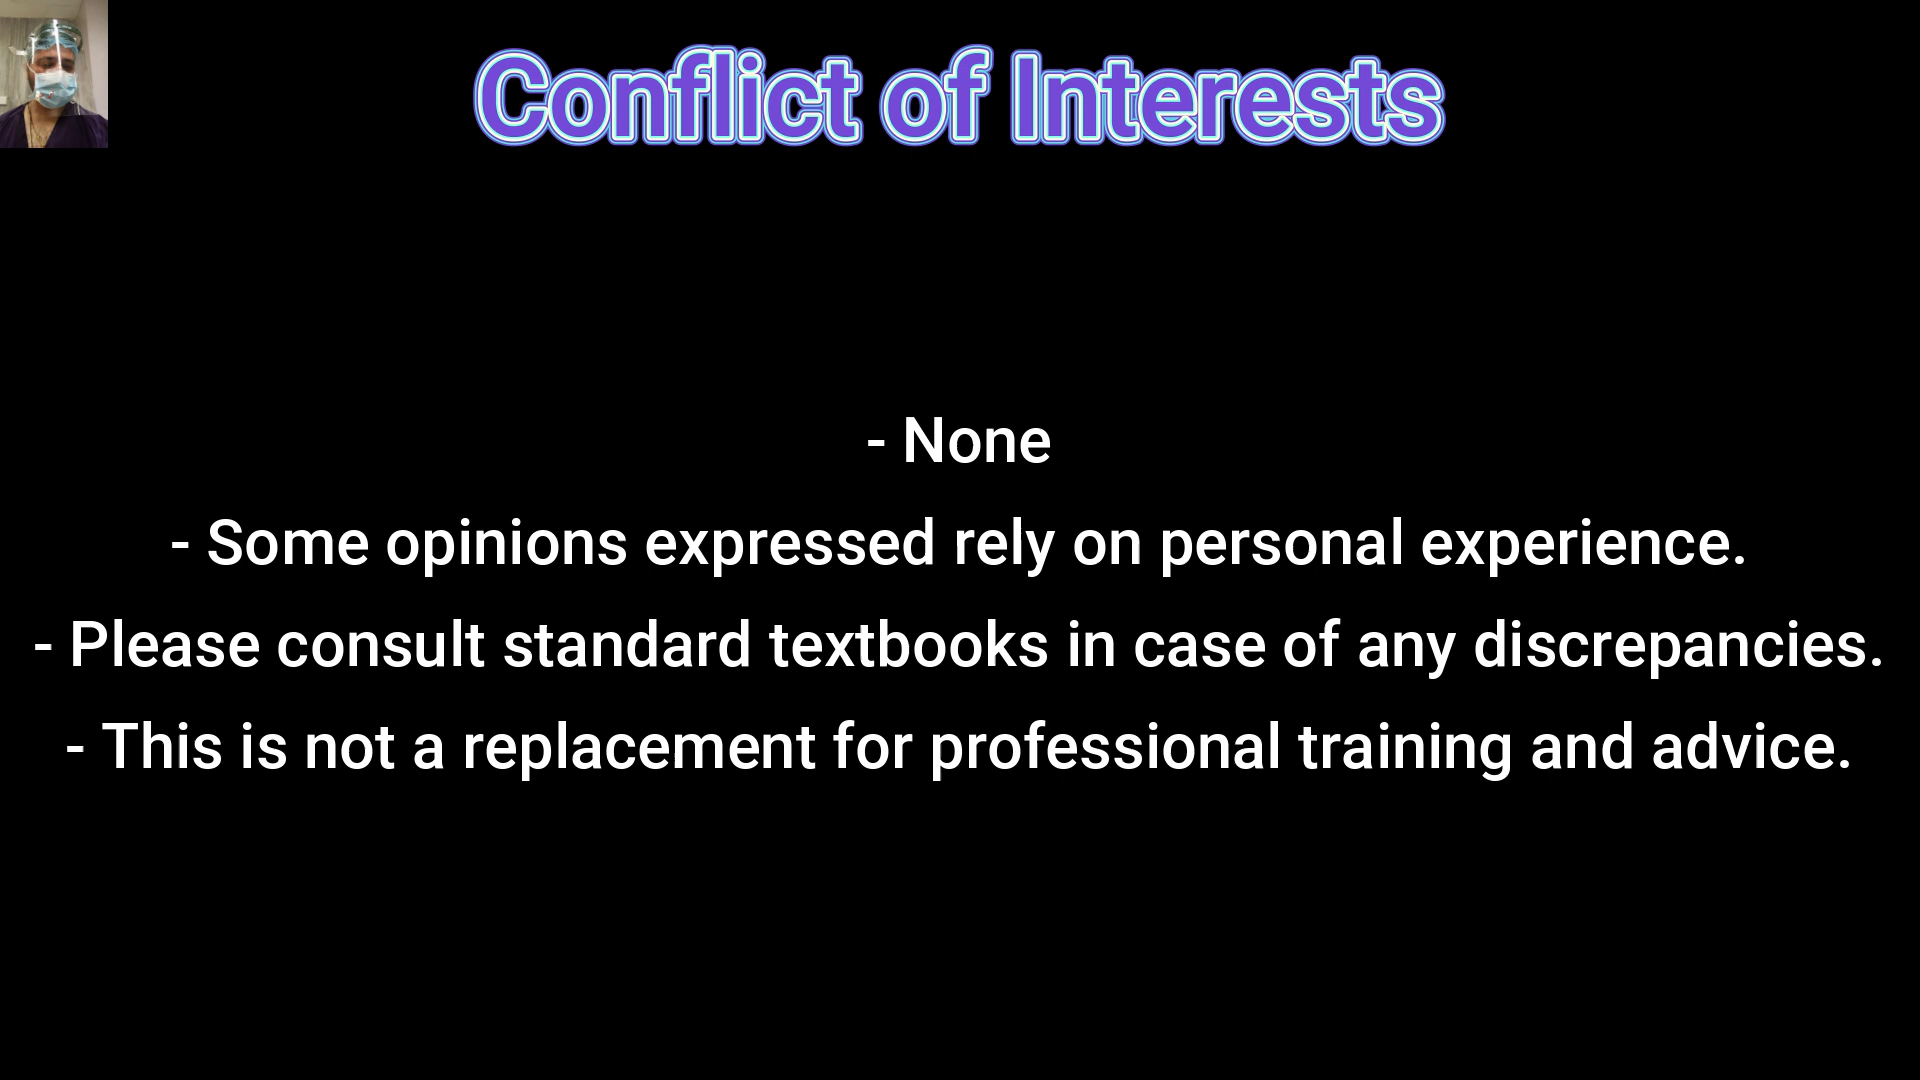 Conflict of Interests
- None
- Some opinions expressed rely on personal experience.
- Please consult standard textbooks in case of any discrepancies.
- This is not a replacement for professional training and advice.